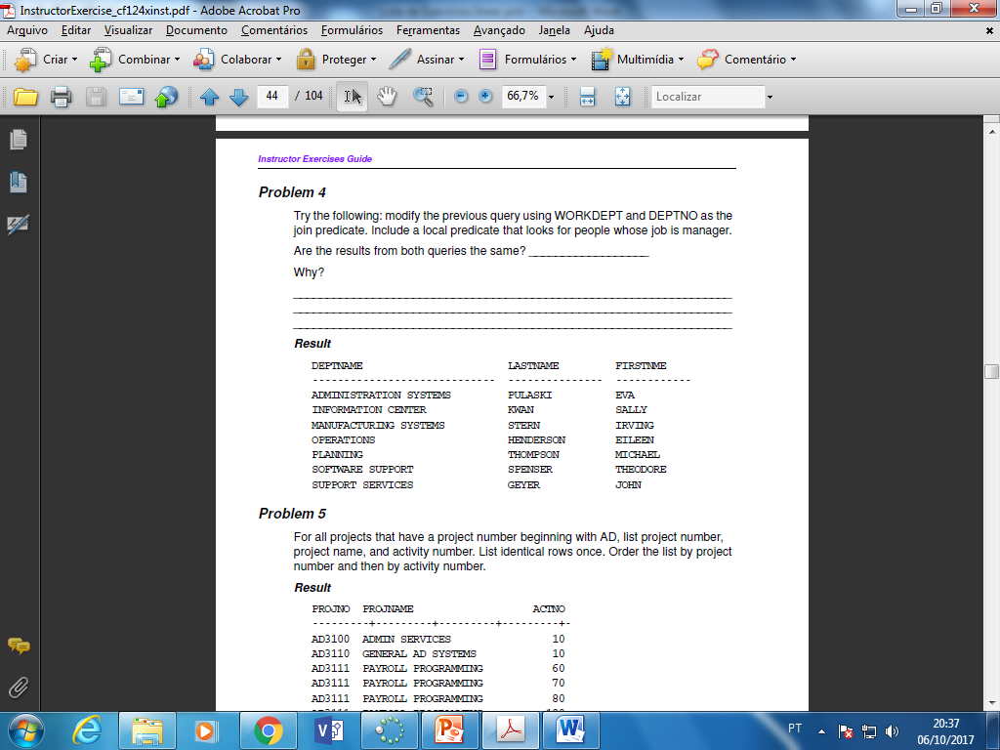 InstructorExercise_cf124xinst.pdf - Adobe Acrobat Pro
Arquivo Editar Visualizar Documento Comentários Formulários Ferramentas Avançado Janela Ajuda
Criar Combinar Colaborar Proteger Assinar Formulários Multimídia Comentário
44 / 104 66,7% Localizar
Instructor Exercises Guide
Problem 4
Try the following: modify the previous query using WORKDEPT and DEPTNO as the
join predicate. Include a local predicate that looks for people whose job is manager.
Are the results from both queries the same? __________________
Why?
Result
DEPTNAME LASTNAME FIRSTNME
---------------------------- --------------- ------------
ADMINISTRATION SYSTEMS PULASKI EVA
INFORMATION CENTER KWAN SALLY
MANUFACTURING SYSTEMS STERN IRVING
OPERATIONS HENDERSON EILEEN
PLANNING THOMPSON MICHAEL
SOFTWARE SUPPORT SPENSER THEODORE
SUPPORT SERVICES GEYER JOHN
Problem 5
For all projects that have a project number beginning with AD, list project number,
project name, and activity number. List identical rows once. Order the list by project
number and then by activity number.
Result
PROJNO PROJNAME ACTNO
---------+---------+---------+---------+-
AD3100 ADMIN SERVICES 10
AD3110 GENERAL AD SYSTEMS 10
AD3111 PAYROLL PROGRAMMING 60
AD3111 PAYROLL PROGRAMMING 70
AD3111 PAYROLL PROGRAMMING 80
PT
20:37
06/10/2017